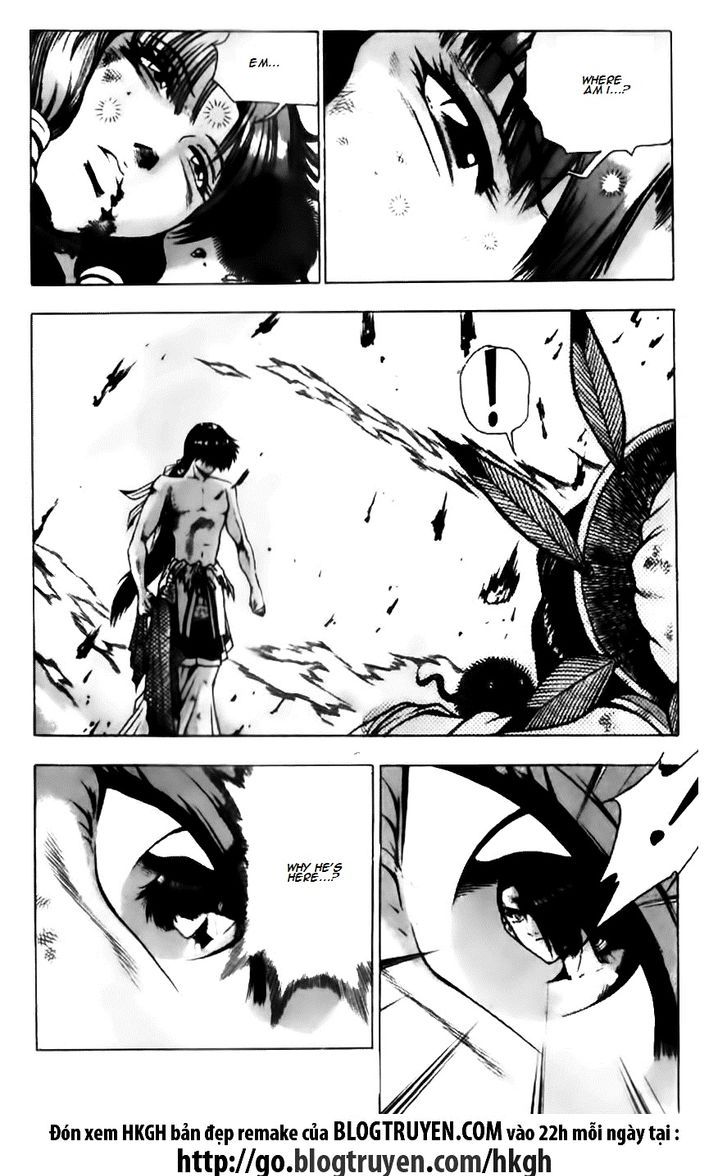 EM...
WHERE
AM I...?
!
WHY HE'S
HERE...?
!
Đón xem HKGH bản đẹp remake của BLOGTRUYEN.COM vào 22h mỗi ngày tại :
http://go.blogtruyen.com/hkgh